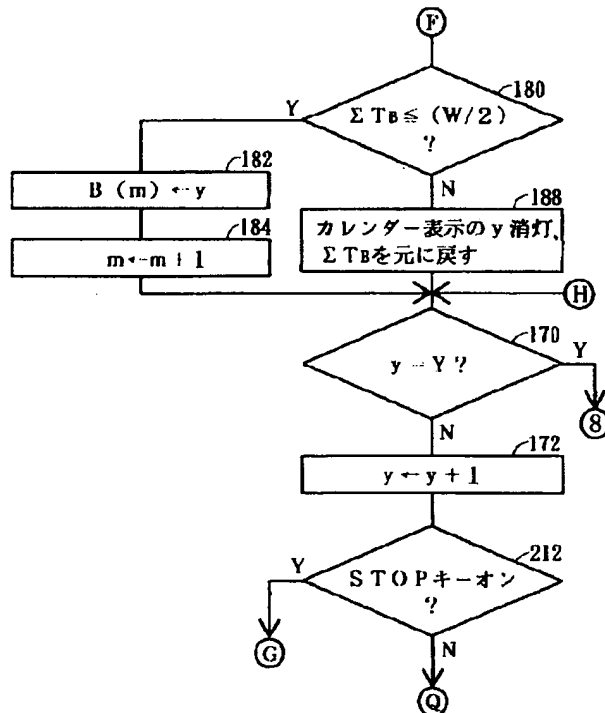 F
180
Y
ΣTB≦(W/2)
?
182
B(m)←y
N
184
m←m+1
188
カレンダー表示のy消灯、
ΣTBを元に戻す
H
170
y=Y?
Y
8
N
172
y←y+1
212
Y
STOPキーオン
?
G
N
Q